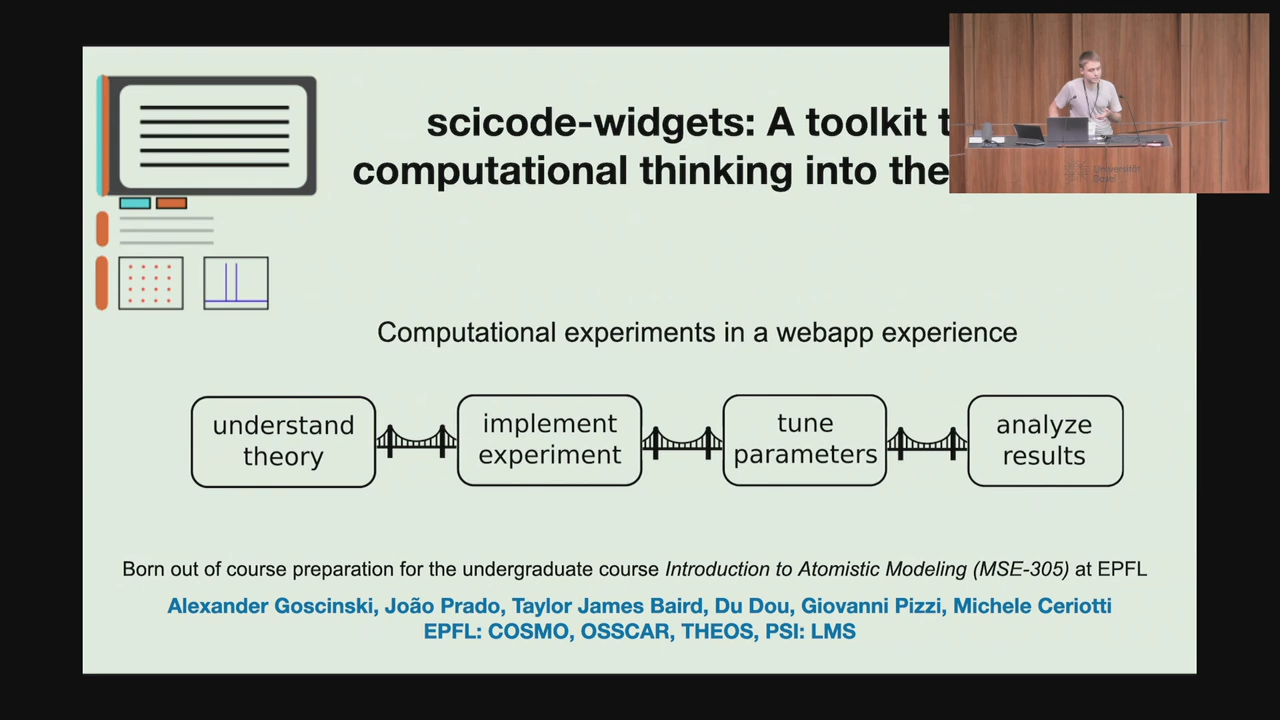 scicode-widgets: A toolkit t
computational thinking into the
Universität
Basel
Computational experiments in a webapp experience
understand
theory
implement
experiment
tune
parameters
analyze
results
Born out of course preparation for the undergraduate course Introduction to Atomistic Modeling (MSE-305) at EPFL
Alexander Goscinski, João Prado, Taylor James Baird, Du Dou, Giovanni Pizzi, Michele Ceriotti
EPFL: COSMO, OSSCAR, THEOS, PSI: LMS